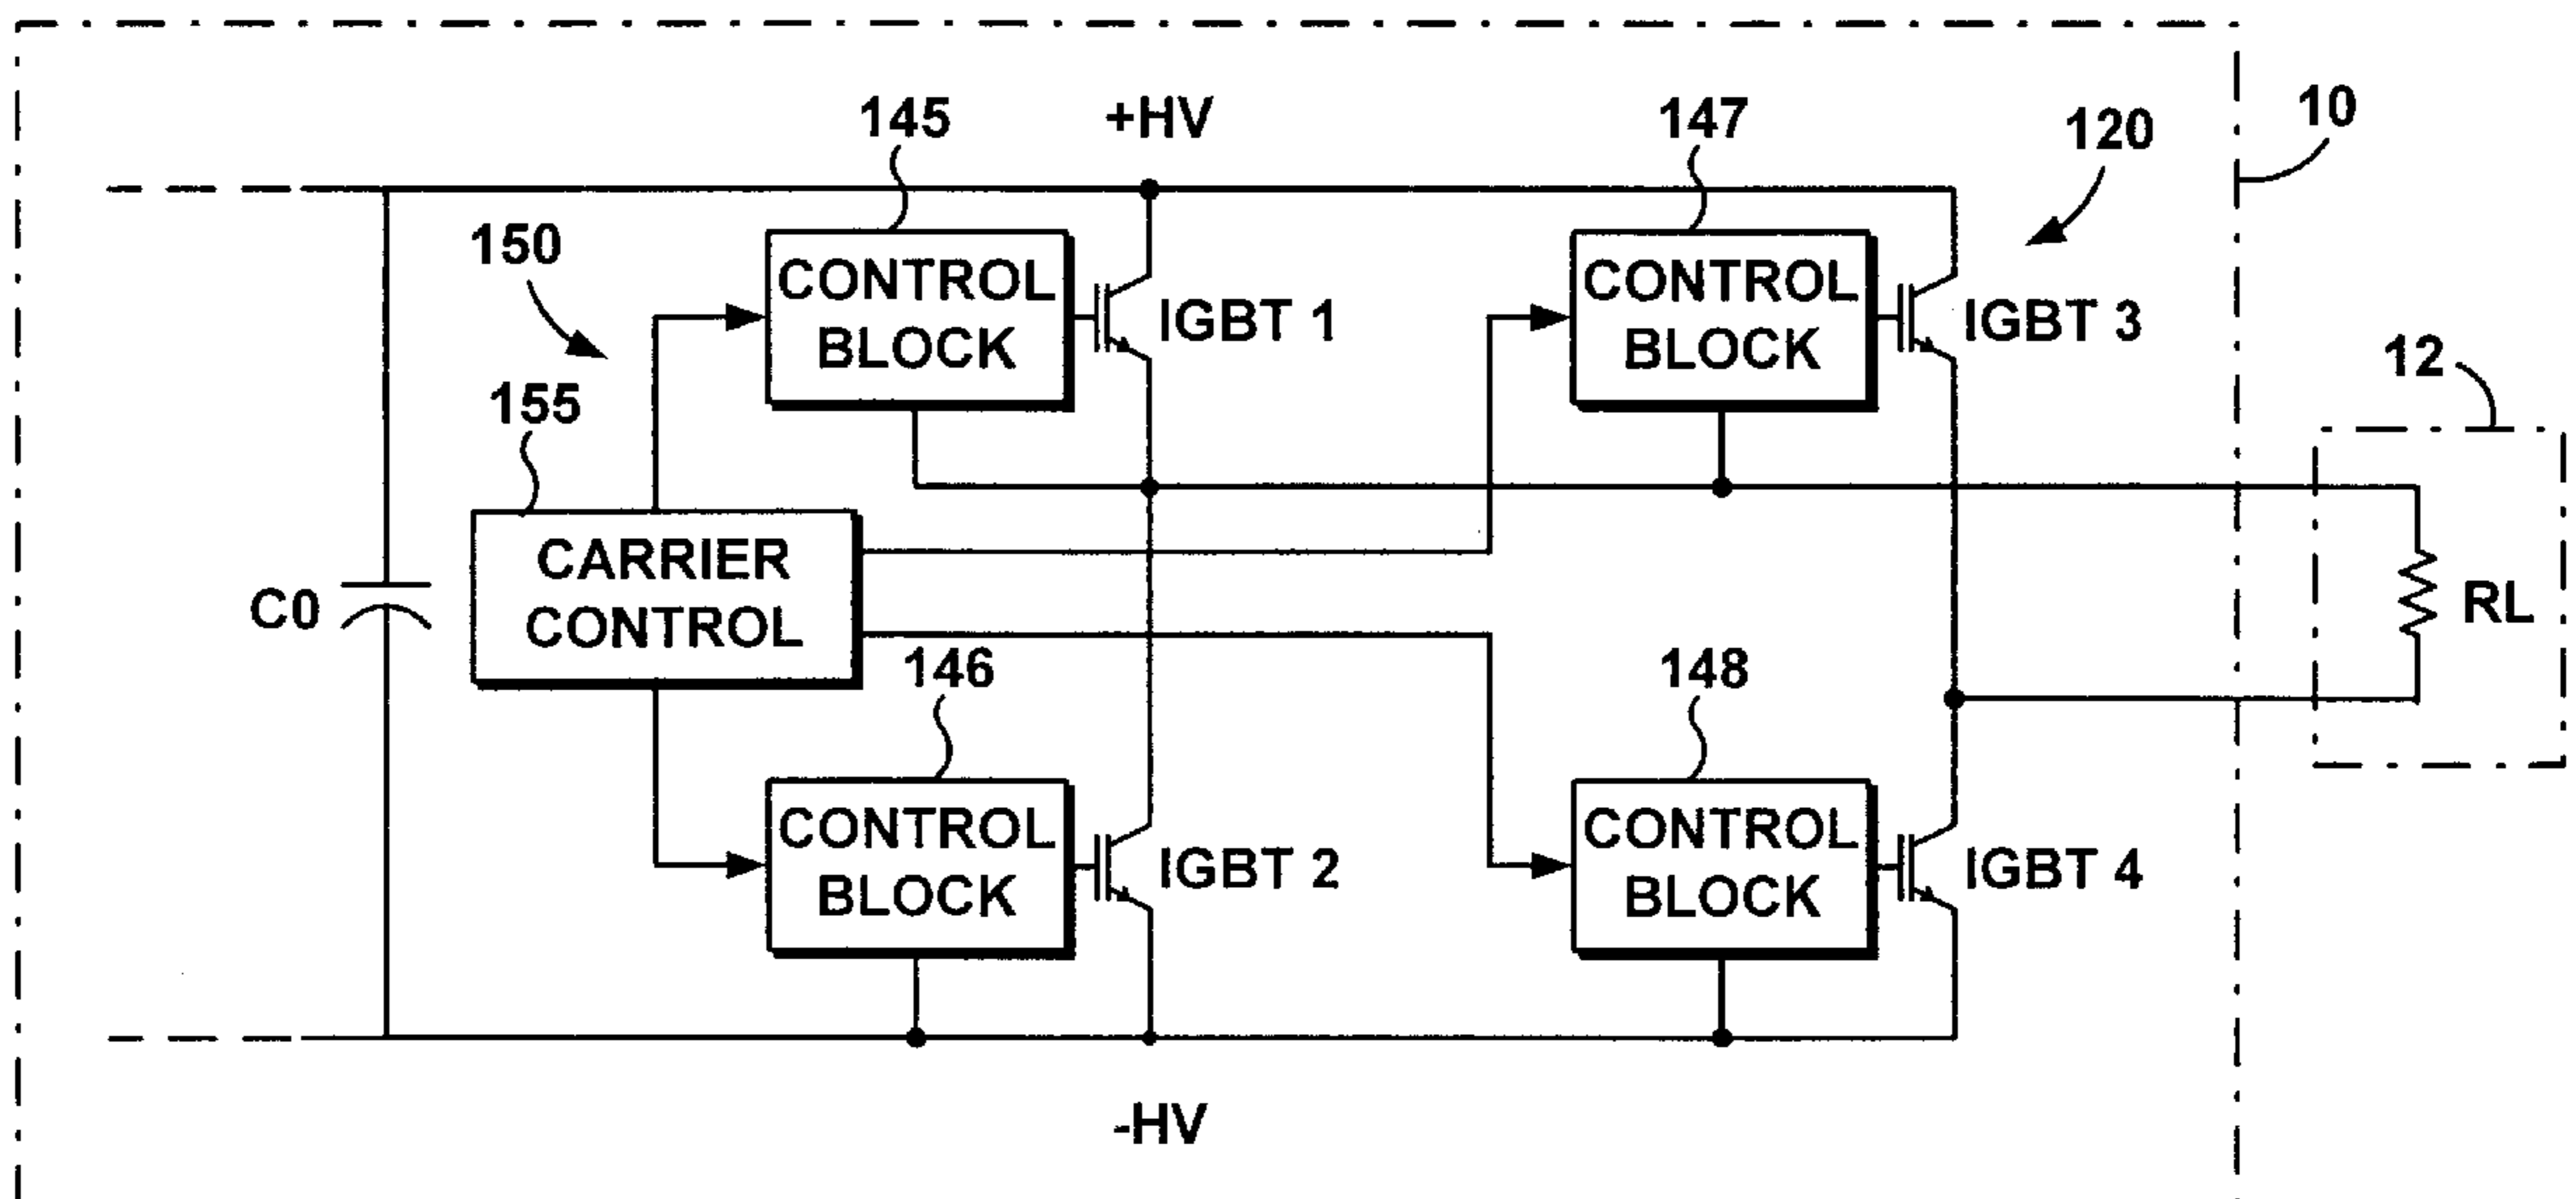 145
+HV
147
120
10
150
CONTROL
BLOCK
IGBT 1
CONTROL
BLOCK
IGBT 3
12
155
CARRIER
CONTROL
C0
RL
146
148
CONTROL
BLOCK
IGBT 2
CONTROL
BLOCK
IGBT 4
-HV